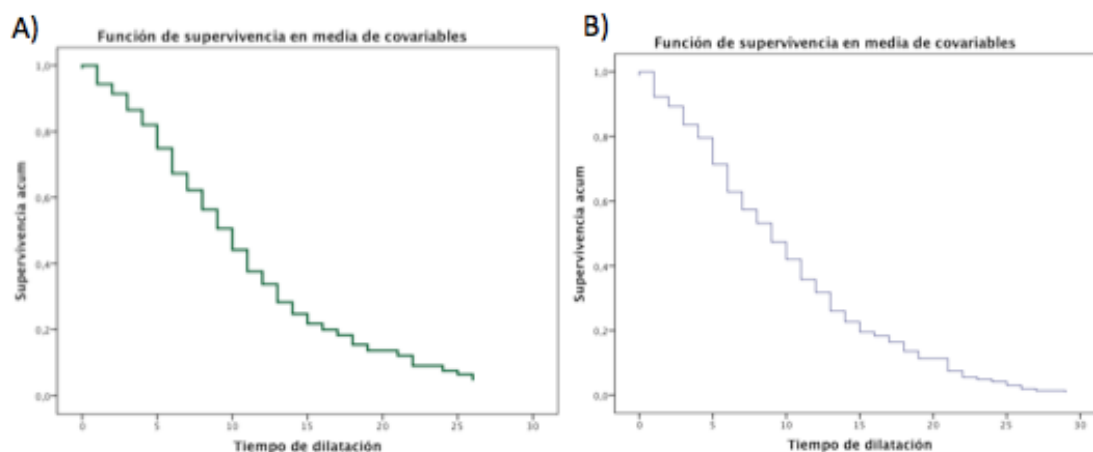 A)
Función de supervivencia en media de covariables
1,0
0,8
0,6
0,4
0,2
0,0
Supervivencia acum
0 5 10 15 20 25 30
Tiempo de dilatación
B)
Función de supervivencia en media de covariables
1,0
0,8
0,6
0,4
0,2
0,0
Supervivencia acum
0 5 10 15 20 25 30
Tiempo de dilatación